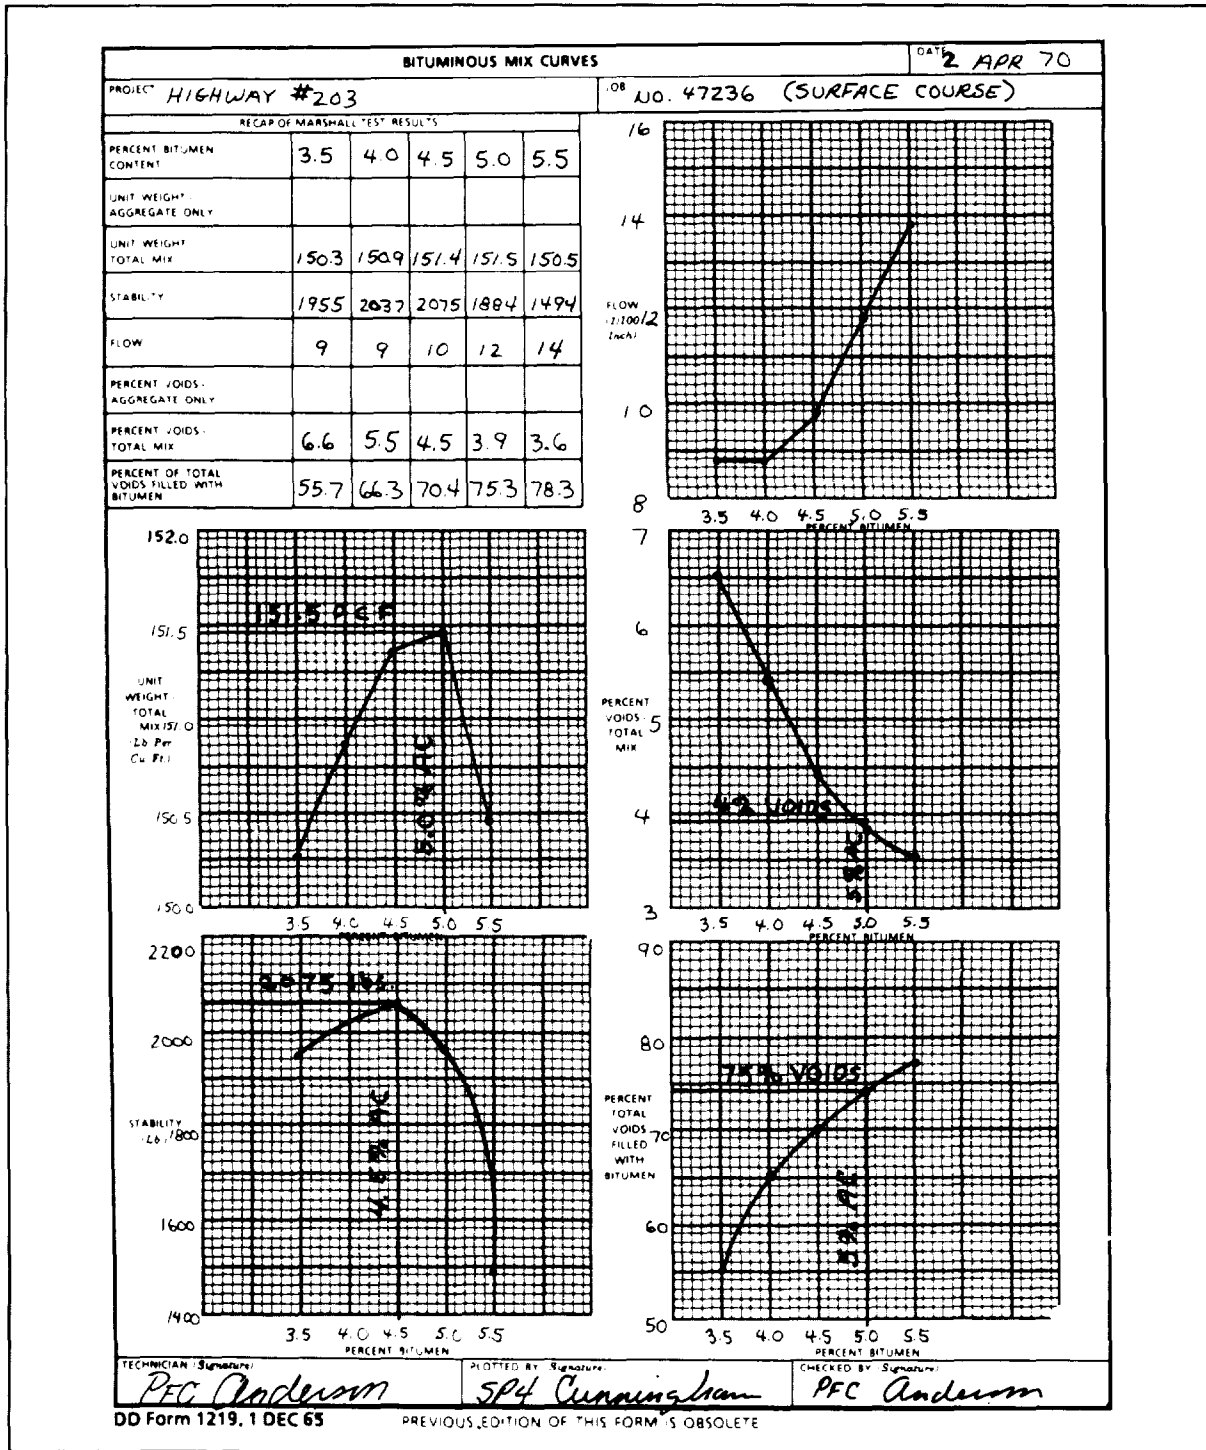 BITUMINOUS MIX CURVES
DATE 2 APR 70
PROJECT HIGHWAY #203
JOB NO. 47236 (SURFACE COURSE)
RECAP OF MARSHALL TEST RESULTS
PERCENT BITUMEN CONTENT 3.5 4.0 4.5 5.0 5.5
UNIT WEIGHT - AGGREGATE ONLY
UNIT WEIGHT TOTAL MIX 150.3 150.9 151.4 151.5 150.5
STABILITY 1955 2037 2075 1884 1494
FLOW 9 9 10 12 14
PERCENT VOIDS - AGGREGATE ONLY
PERCENT VOIDS - TOTAL MIX 6.6 5.5 4.5 3.9 3.6
PERCENT OF TOTAL VOIDS FILLED WITH BITUMEN 55.7 66.3 70.4 75.3 78.3
16
14
FLOW (1/100 Inch) 12
10
8
3.5 4.0 4.5 5.0 5.5
PERCENT BITUMEN
152.0
151.5 PCF
151.5
UNIT
WEIGHT -
TOTAL
MIX 151.0
(Lb Per
Cu Ft.)
5.0% AC
150.5
150.0
3.5 4.0 4.5 5.0 5.5
PERCENT BITUMEN
7
6
PERCENT
VOIDS - 5
TOTAL
MIX
4% VOIDS
4
5% AC
3
3.5 4.0 4.5 5.0 5.5
PERCENT BITUMEN
2200
2075 lbs.
2000
4.5% AC
STABILITY
(Lb.) 1800
1600
1400
3.5 4.0 4.5 5.0 5.5
PERCENT BITUMEN
90
80
75% VOIDS
PERCENT
TOTAL
VOIDS 70
FILLED
WITH
BITUMEN
60
5% AC
50
3.5 4.0 4.5 5.0 5.5
PERCENT BITUMEN
TECHNICIAN (Signature) PFC Anderson
PLOTTED BY (Signature) SP4 Cunningham
CHECKED BY (Signature) PFC Anderson
DD Form 1219, 1 DEC 65
PREVIOUS EDITION OF THIS FORM IS OBSOLETE